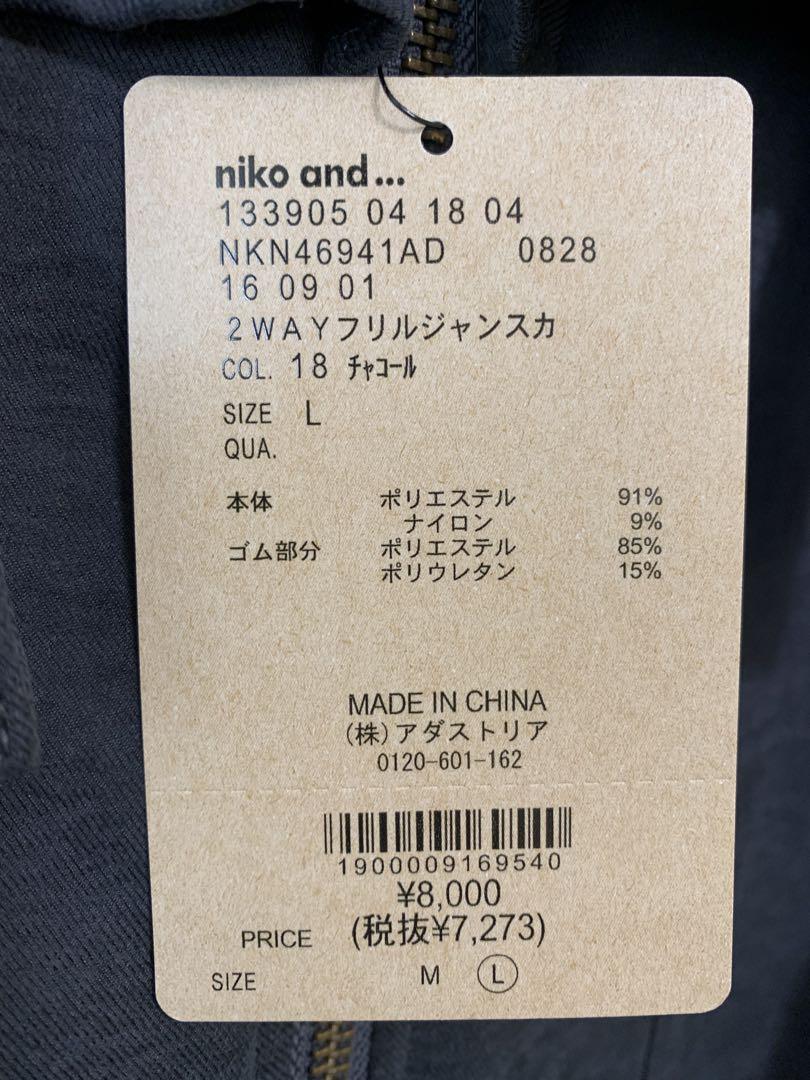 niko and...
133905 04 18 04
NKN46941AD 0828
16 09 01
2WAYフリルジャンスカ
COL. 18 ﾁｬｺｰﾙ
SIZE L
QUA.
本体 ポリエステル 91%
ナイロン 9%
ゴム部分 ポリエステル 85%
ポリウレタン 15%
MADE IN CHINA
(株)アダストリア
0120-601-162
1900009169540
¥8,000
PRICE (税抜¥7,273)
SIZE M L